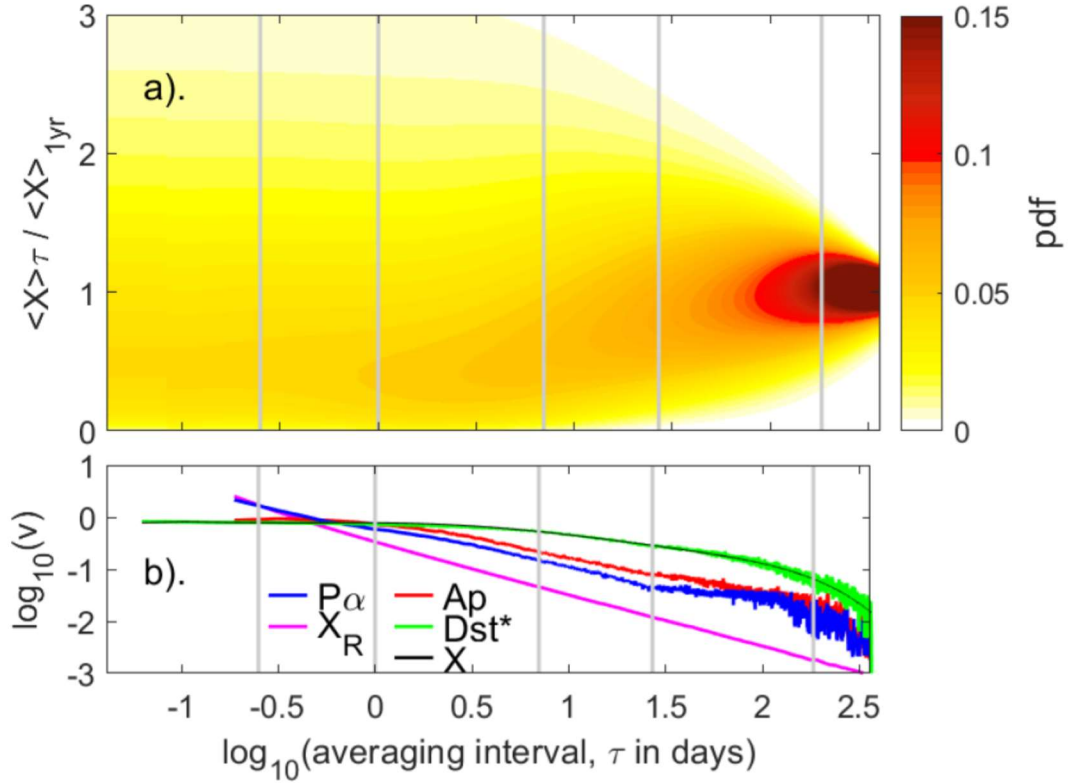 3
2
1
0
<X>τ / <X>1yr
a).
0.15
0.1
0.05
0
pdf
1
0
-1
-2
-3
log10(v)
b).
Pα
XR
Ap
Dst*
X
-1 -0.5 0 0.5 1 1.5 2 2.5
log10(averaging interval, τ in days)